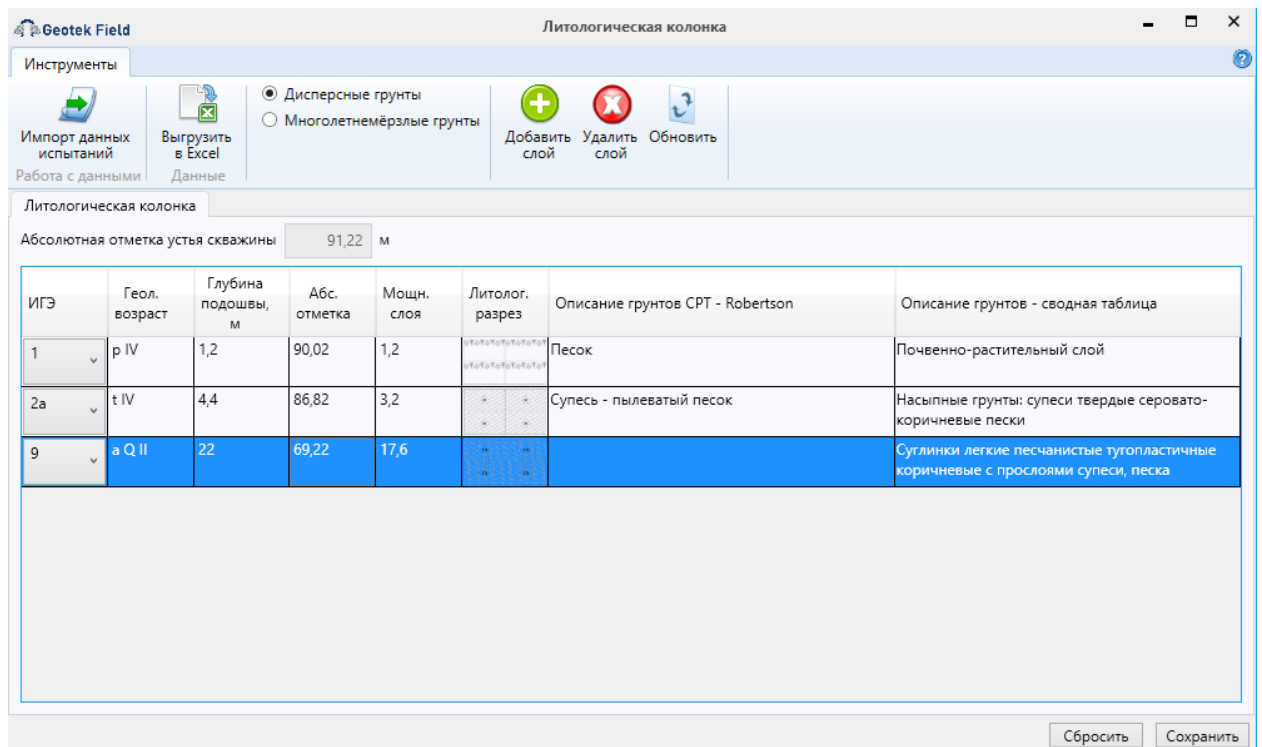 Geotek Field
Литологическая колонка
Инструменты
Импорт данных
испытаний
Работа с данными
Выгрузить
в Excel
Данные
Дисперсные грунты
Многолетнемёрзлые грунты
Добавить
слой
Удалить
слой
Обновить
Литологическая колонка
Абсолютная отметка устья скважины 91,22 м
ИГЭ
Геол.
возраст
Глубина
подошвы,
м
Абс.
отметка
Мощн.
слоя
Литолог.
разрез
Описание грунтов CPT - Robertson
Описание грунтов - сводная таблица
1 p IV 1,2 90,02 1,2 Песок Почвенно-растительный слой
2а t IV 4,4 86,82 3,2 Супесь - пылеватый песок Насыпные грунты: супеси твердые серовато-
коричневые пески
9 a Q II 22 69,22 17,6 Суглинки легкие песчанистые тугопластичные
коричневые с прослоями супеси, песка
Сбросить
Сохранить